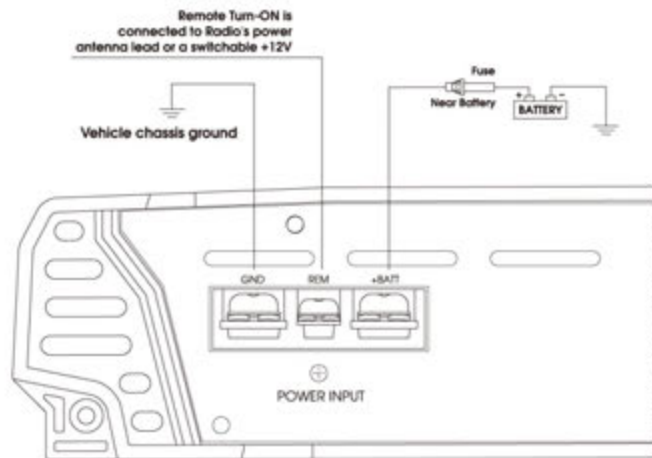 Remote Turn-ON is
connected to Radio's power
antenna lead or a switchable +12V
Fuse
Near Battery
+ -
BATTERY
Vehicle chassis ground
GND REM +BATT
POWER INPUT